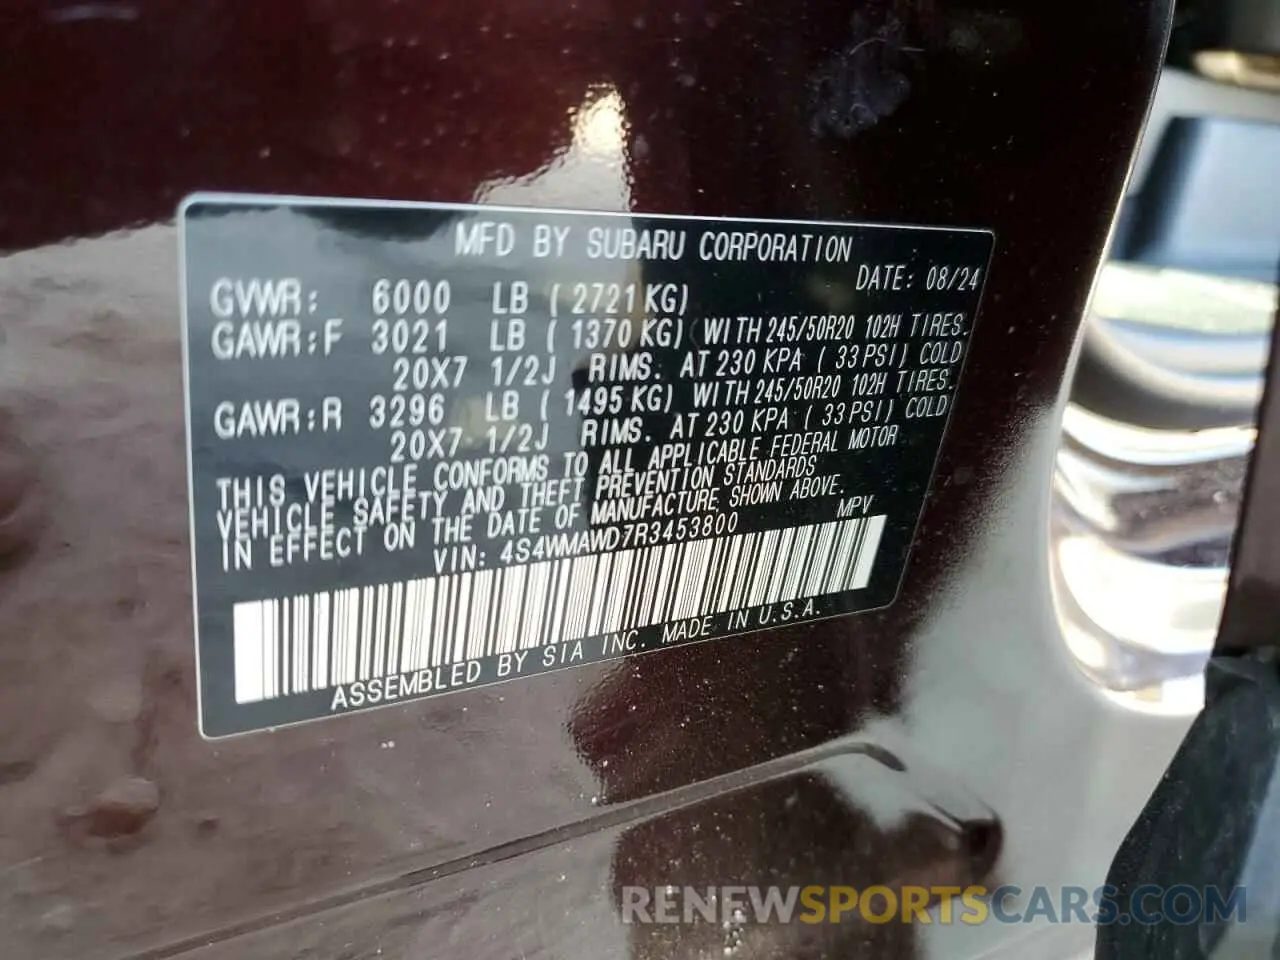 MFD BY SUBARU CORPORATION
DATE: 08/24
GVWR: 6000 LB (2721KG)
GAWR:F 3021 LB (1370 KG) WITH 245/50R20 102H TIRES.
20X7 1/2J RIMS. AT 230 KPA (33 PSI) COLD
GAWR:R 3296 LB (1495 KG) WITH 245/50R20 102H TIRES.
20X7 1/2J RIMS. AT 230 KPA (33 PSI) COLD
THIS VEHICLE CONFORMS TO ALL APPLICABLE FEDERAL MOTOR
VEHICLE SAFETY AND THEFT PREVENTION STANDARDS
IN EFFECT ON THE DATE OF MANUFACTURE SHOWN ABOVE.
VIN: 4S4WMAWD7R3453800 MPV
ASSEMBLED BY SIA INC. MADE IN U.S.A.
RENEWSPORTSCARS.COM